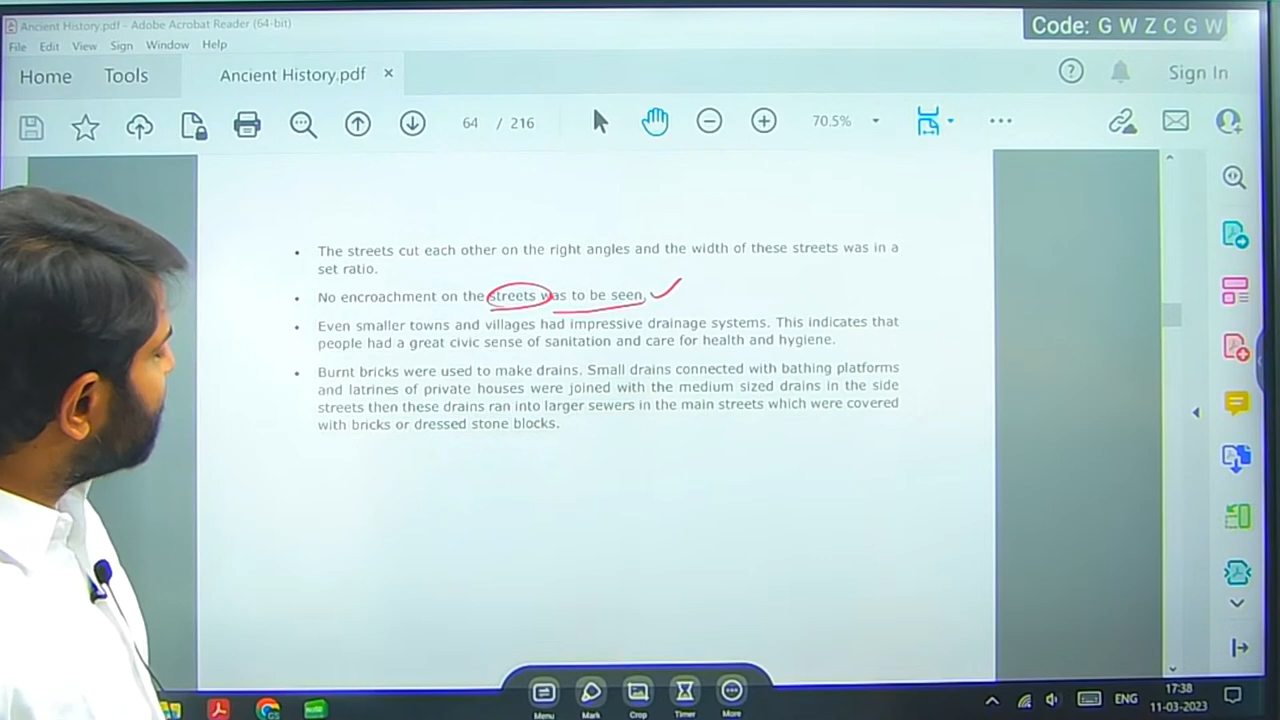 Ancient History.pdf - Adobe Acrobat Reader (64-bit)
Code: G W Z C G W
File Edit View Sign Window Help
Home Tools Ancient History.pdf × Sign In
64 / 216 70.5%
• The streets cut each other on the right angles and the width of these streets was in a
set ratio.
• No encroachment on the streets was to be seen.
• Even smaller towns and villages had impressive drainage systems. This indicates that
people had a great civic sense of sanitation and care for health and hygiene.
• Burnt bricks were used to make drains. Small drains connected with bathing platforms
and latrines of private houses were joined with the medium sized drains in the side
streets then these drains ran into larger sewers in the main streets which were covered
with bricks or dressed stone blocks.
Menu Mark Crop Timer More
ENG
17:38
11-03-2023